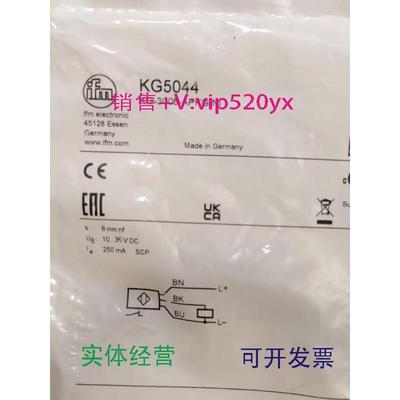 ifm
KG5044
销售+V:vip520yx
ifm electronic
45128 Essen
Germany
www.ifm.com
Made in Germany
CE
EAC
UK
CA
s 8 mm nf
UB 10...36 V DC
Ie 250 mA SCP
BN
L+
BK
BU
L-
实体经营
可开发票